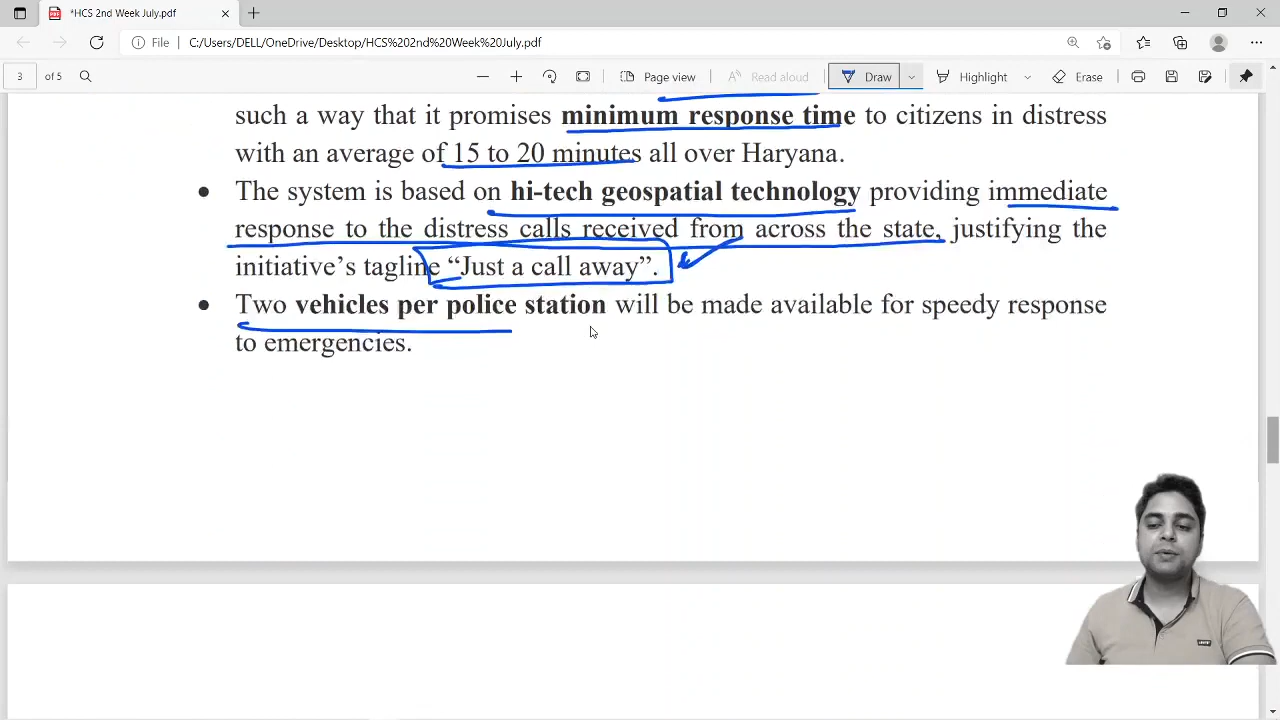 *HCS 2nd Week July.pdf
File
C:/Users/DELL/OneDrive/Desktop/HCS%202nd%20Week%20July.pdf
3 of 5 Page view Read aloud Draw Highlight Erase
such a way that it promises minimum response time to citizens in distress
with an average of 15 to 20 minutes all over Haryana.
• The system is based on hi-tech geospatial technology providing immediate
response to the distress calls received from across the state, justifying the
initiative’s tagline “Just a call away”.
• Two vehicles per police station will be made available for speedy response
to emergencies.